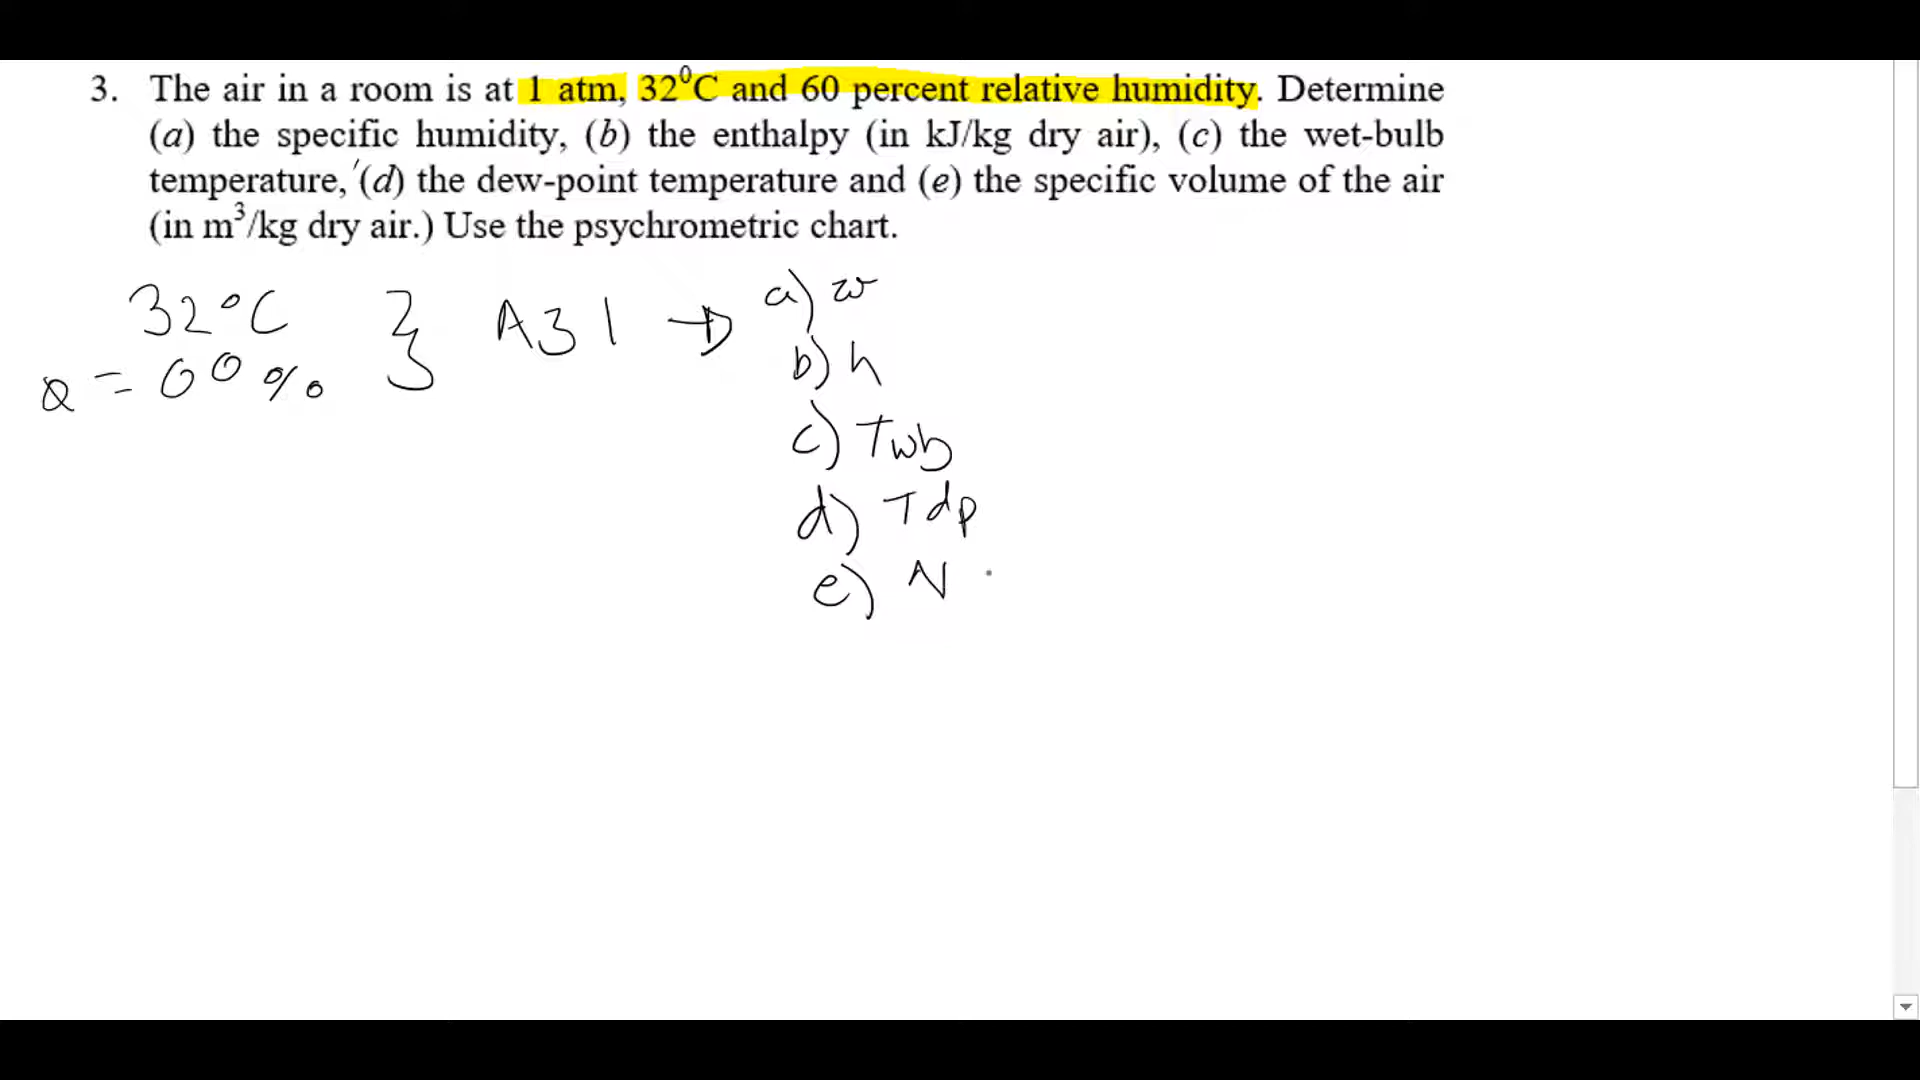 3. The air in a room is at 1 atm, 32⁰C and 60 percent relative humidity. Determine
(a) the specific humidity, (b) the enthalpy (in kJ/kg dry air), (c) the wet-bulb
temperature, (d) the dew-point temperature and (e) the specific volume of the air
(in m³/kg dry air.) Use the psychrometric chart.
32°C } A31 → a) w
Ø = 60%
b) h
c) Twb
d) Tdp
e) v